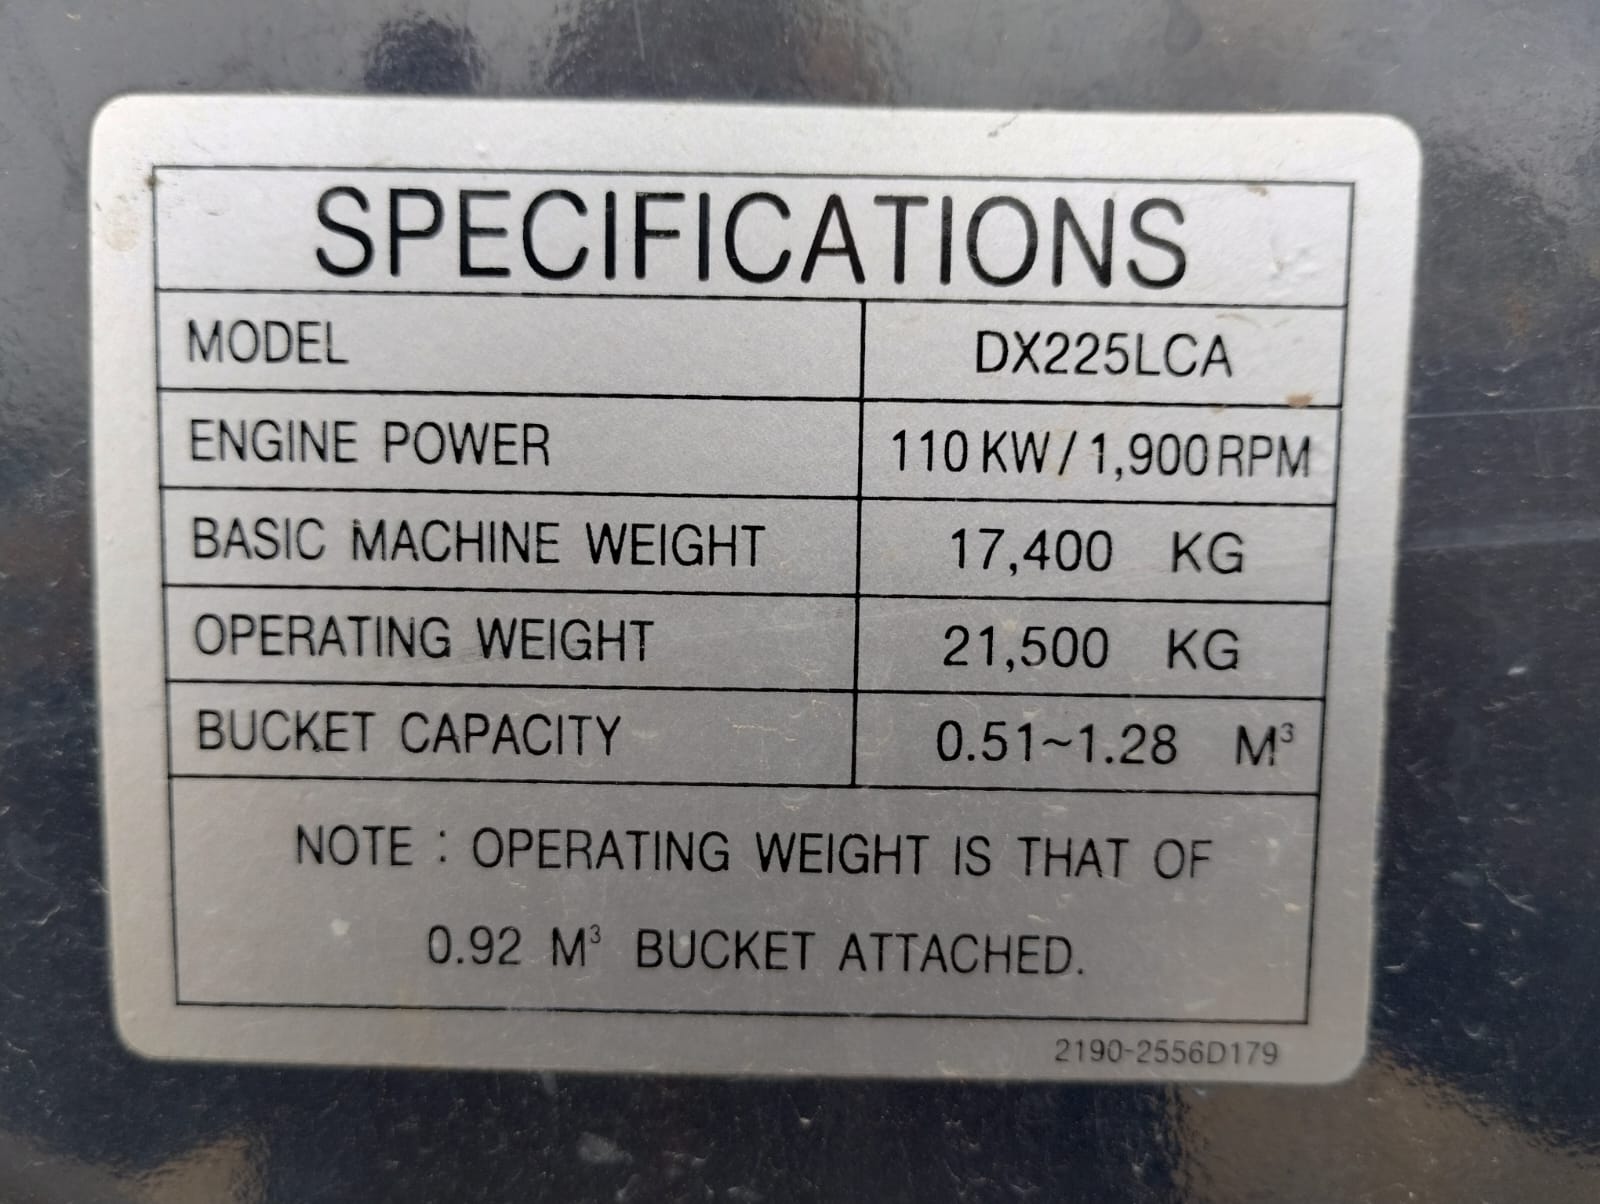 SPECIFICATIONS
MODEL DX225LCA
ENGINE POWER 110 KW / 1,900 RPM
BASIC MACHINE WEIGHT 17,400 KG
OPERATING WEIGHT 21,500 KG
BUCKET CAPACITY 0.51~1.28 M³
NOTE : OPERATING WEIGHT IS THAT OF
0.92 M³ BUCKET ATTACHED.
2190-2556D179